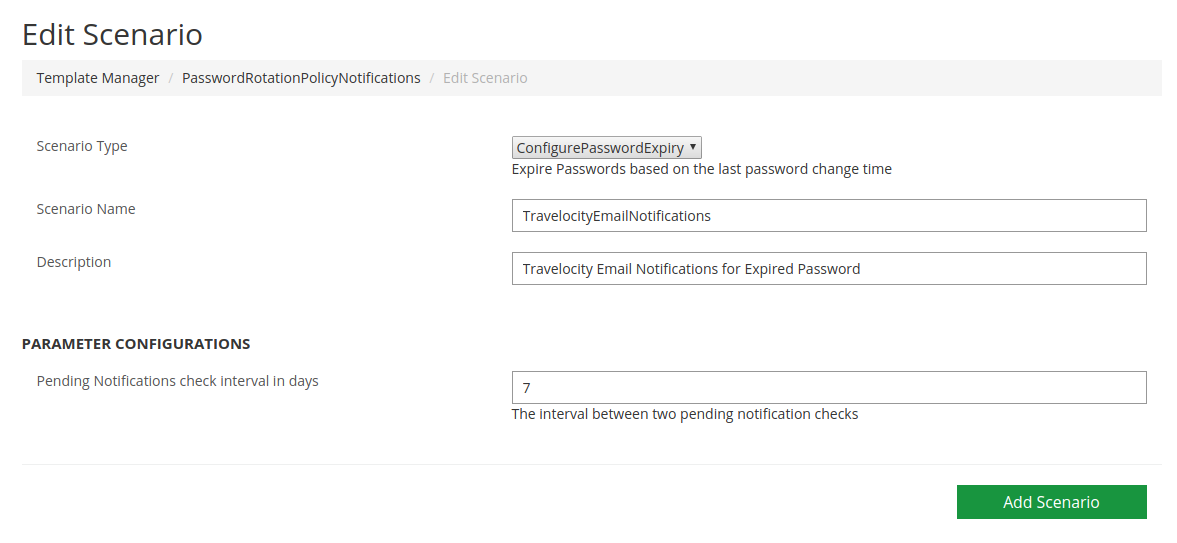 Edit Scenario
Template Manager / PasswordRotationPolicyNotifications / Edit Scenario
Scenario Type
ConfigurePasswordExpiry
Expire Passwords based on the last password change time
Scenario Name
TravelocityEmailNotifications
Description
Travelocity Email Notifications for Expired Password
PARAMETER CONFIGURATIONS
Pending Notifications check interval in days
7
The interval between two pending notification checks
Add Scenario